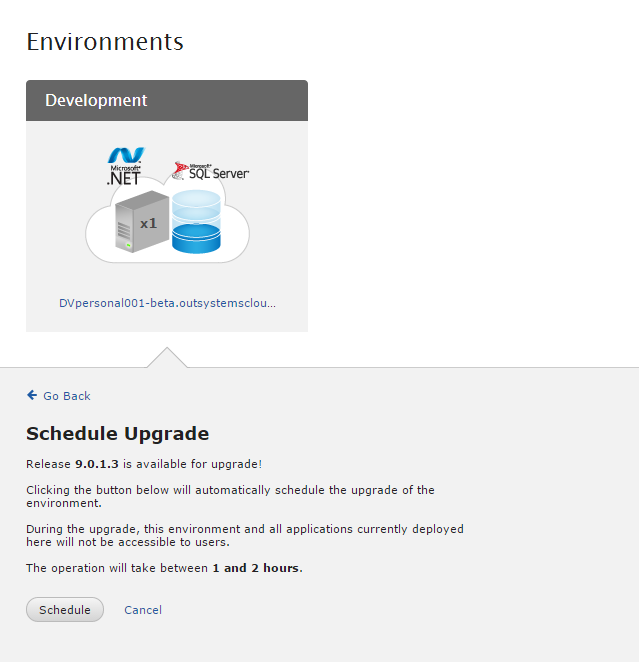 Environments
Development
Microsoft®
.NET
Microsoft®
SQL Server®
x1
DVpersonal001-beta.outsystemsclou...
Go Back
Schedule Upgrade
Release 9.0.1.3 is available for upgrade!
Clicking the button below will automatically schedule the upgrade of the
environment.
During the upgrade, this environment and all applications currently deployed
here will not be accessible to users.
The operation will take between 1 and 2 hours.
Schedule
Cancel